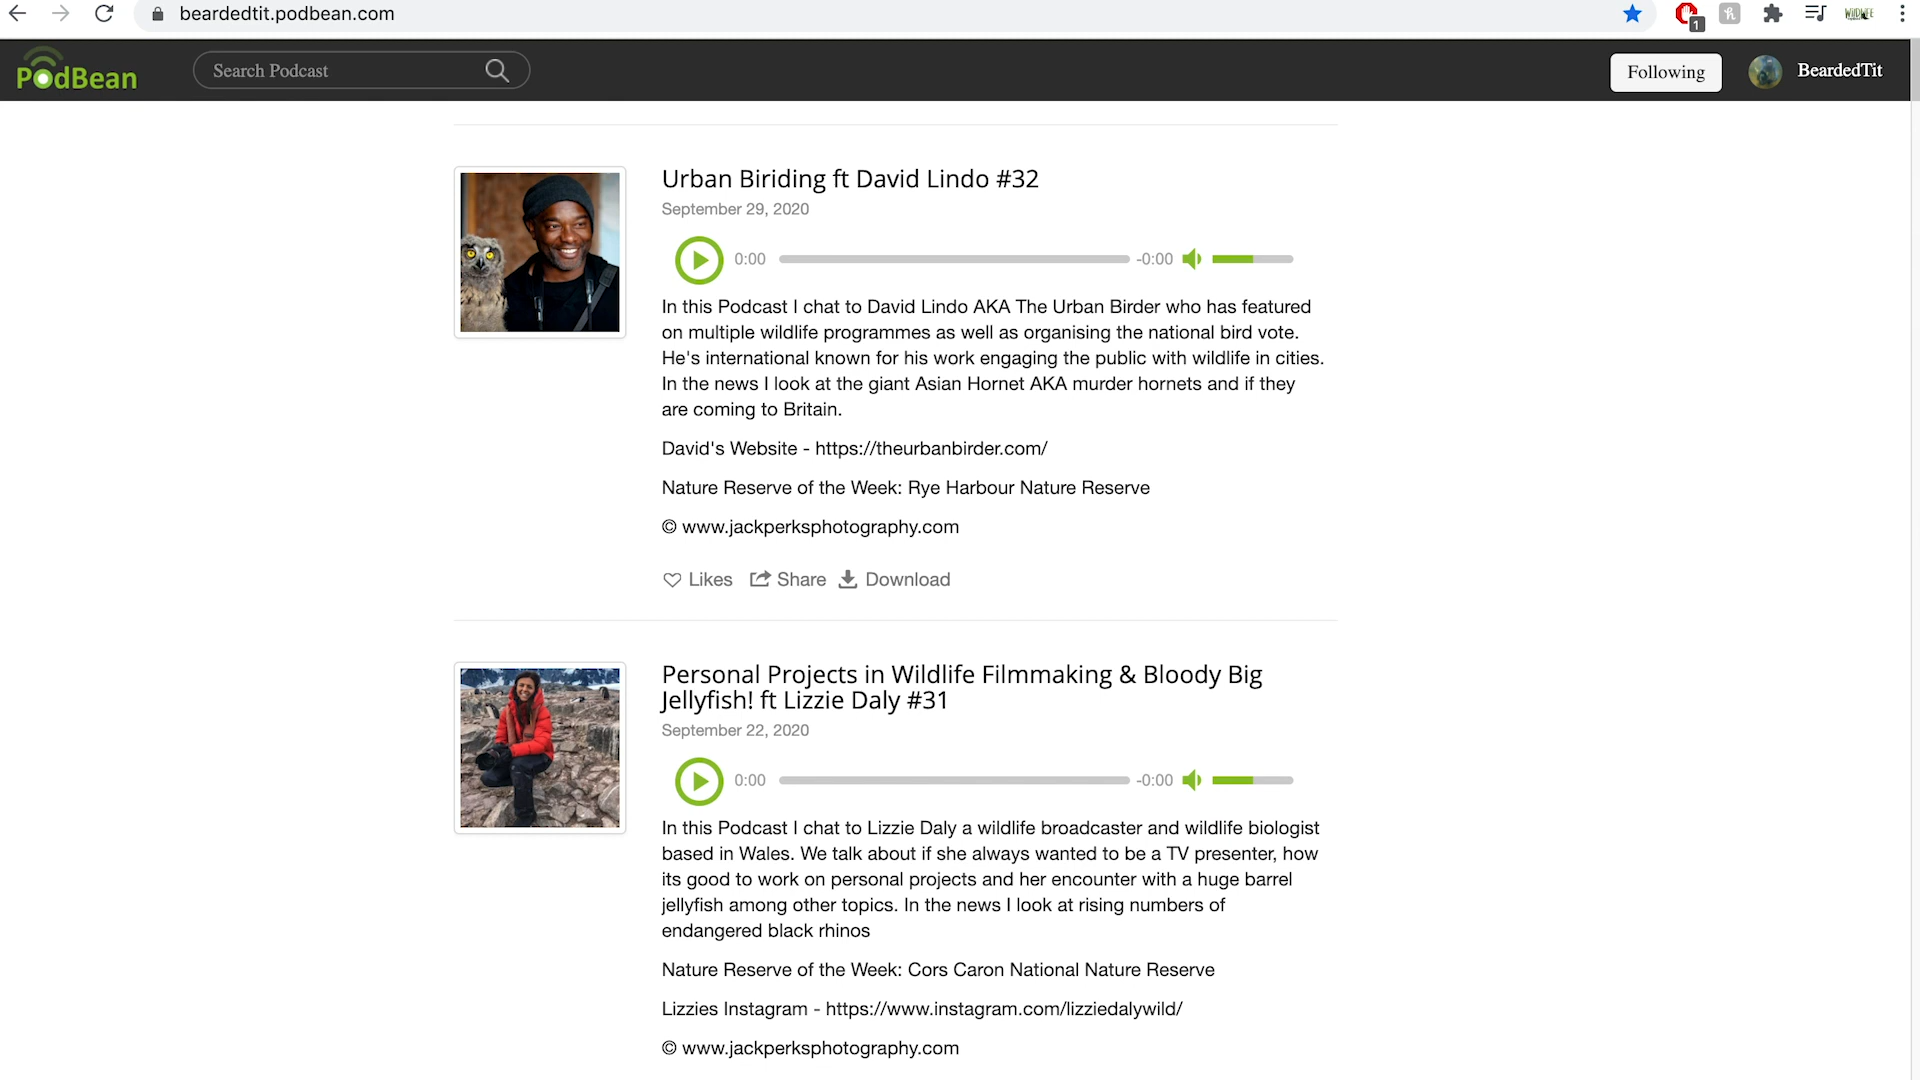 beardedtit.podbean.com
1
h
WILDLIFE
PodBean
Search Podcast
Following
BeardedTit
Urban Biriding ft David Lindo #32
September 29, 2020
0:00
-0:00
In this Podcast I chat to David Lindo AKA The Urban Birder who has featured
on multiple wildlife programmes as well as organising the national bird vote.
He's international known for his work engaging the public with wildlife in cities.
In the news I look at the giant Asian Hornet AKA murder hornets and if they
are coming to Britain.
David's Website - https://theurbanbirder.com/
Nature Reserve of the Week: Rye Harbour Nature Reserve
© www.jackperksphotography.com
Likes Share Download
Personal Projects in Wildlife Filmmaking & Bloody Big
Jellyfish! ft Lizzie Daly #31
September 22, 2020
0:00
-0:00
In this Podcast I chat to Lizzie Daly a wildlife broadcaster and wildlife biologist
based in Wales. We talk about if she always wanted to be a TV presenter, how
its good to work on personal projects and her encounter with a huge barrel
jellyfish among other topics. In the news I look at rising numbers of
endangered black rhinos
Nature Reserve of the Week: Cors Caron National Nature Reserve
Lizzies Instagram - https://www.instagram.com/lizziedalywild/
© www.jackperksphotography.com